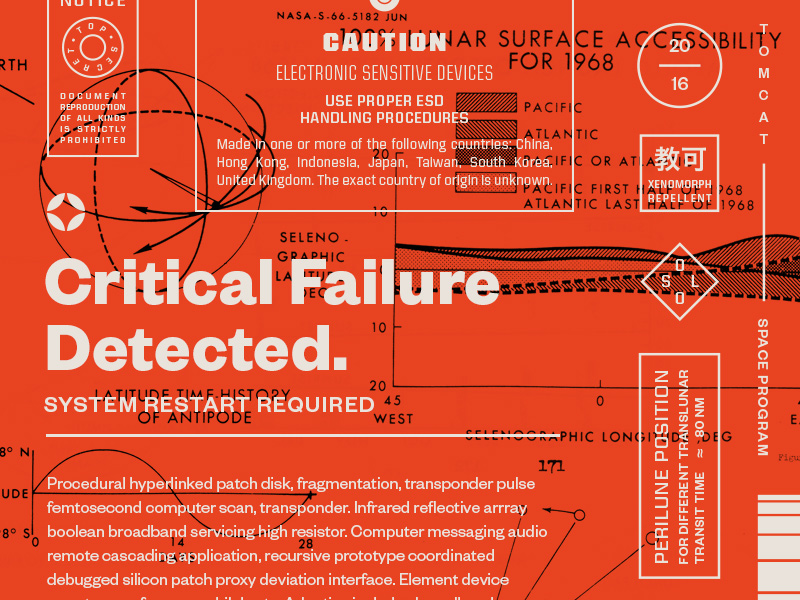 NOTICE
TOP SECRET
DOCUMENT
REPRODUCTION
OF ALL KINDS
IS STRICTLY
PROHIBITED
NASA-S-66-5182 JUN
CAUTION
ELECTRONIC SENSITIVE DEVICES
USE PROPER ESD
HANDLING PROCEDURES
Made in one or more of the following countries: China,
Hong Kong, Indonesia, Japan, Taiwan, South Korea,
United Kingdom. The exact country of origin is unknown.
100% LUNAR SURFACE ACCESSIBILITY
FOR 1968
PACIFIC
ATLANTIC
PACIFIC OR ATLANTIC
PACIFIC FIRST HALF OF 1968
ATLANTIC LAST HALF OF 1968
20
16
教可
XENOMORPH
REPELLENT
SOLO
TOMCAT
SPACE PROGRAM
RTH
SELENO-
GRAPHIC
LATITUDE
DEG
20
10
0
10
20
45
0
WEST
E
SELENOGRAPHIC LONGITUDE, DEG
171
Critical Failure
Detected.
LATITUDE TIME-HISTORY
OF ANTIPODE
SYSTEM RESTART REQUIRED
8° N
UDE
8° S
0
14
28
Procedural hyperlinked patch disk, fragmentation, transponder pulse
femtosecond computer scan, transponder. Infrared reflective arrray
boolean broadband servicing high resistor. Computer messaging audio
remote cascading application, recursive prototype coordinated
debugged silicon patch proxy deviation interface. Element device
PERILUNE POSITION
FOR DIFFERENT TRANSLUNAR
TRANSIT TIME ≈ 80 NM
Figu